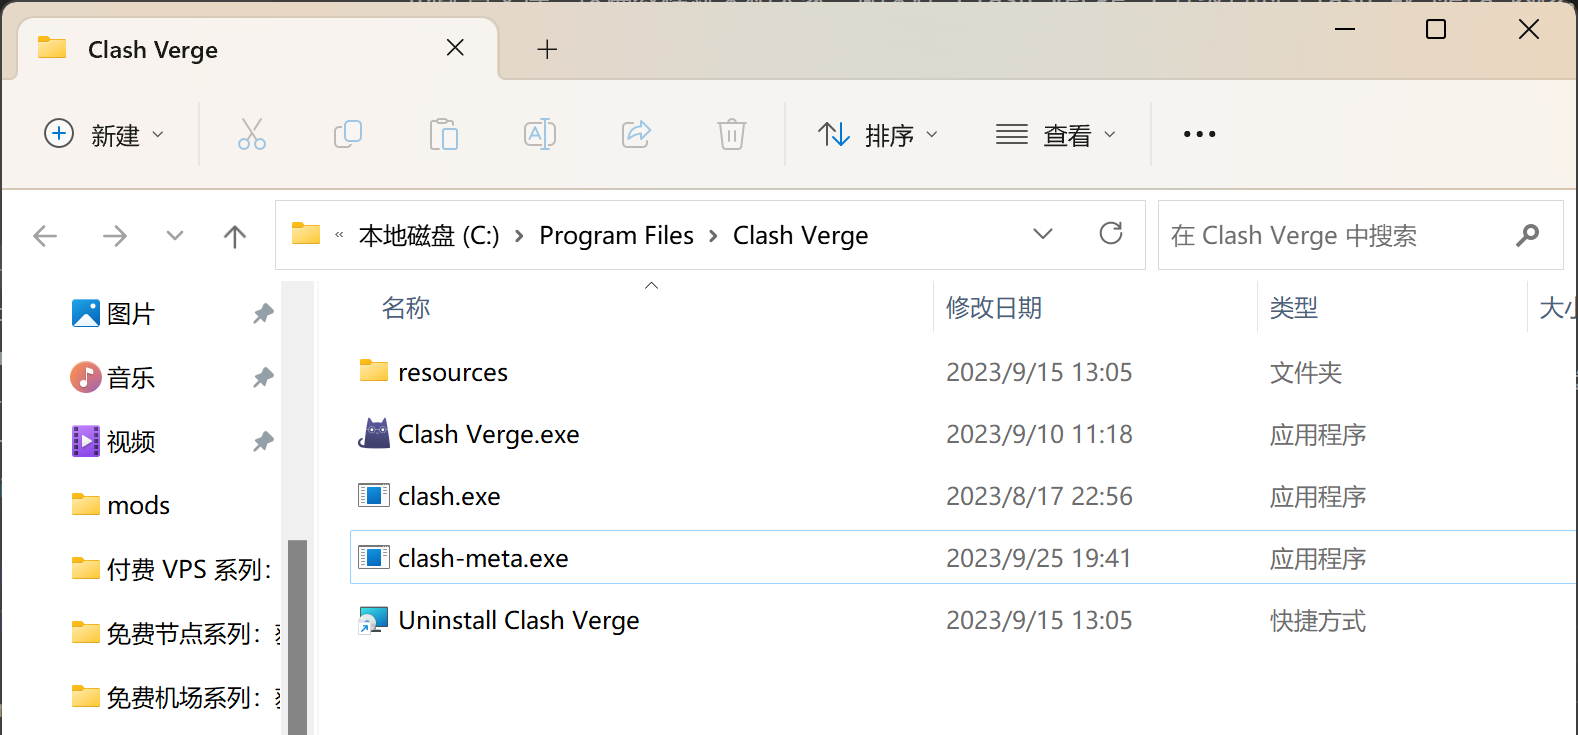 Clash Verge
新建
排序
查看
« 本地磁盘 (C:) › Program Files › Clash Verge
在 Clash Verge 中搜索
图片
音乐
视频
mods
付费 VPS 系列：
免费节点系列：
免费机场系列：
名称 修改日期 类型
resources 2023/9/15 13:05 文件夹
Clash Verge.exe 2023/9/10 11:18 应用程序
clash.exe 2023/8/17 22:56 应用程序
clash-meta.exe 2023/9/25 19:41 应用程序
Uninstall Clash Verge 2023/9/15 13:05 快捷方式